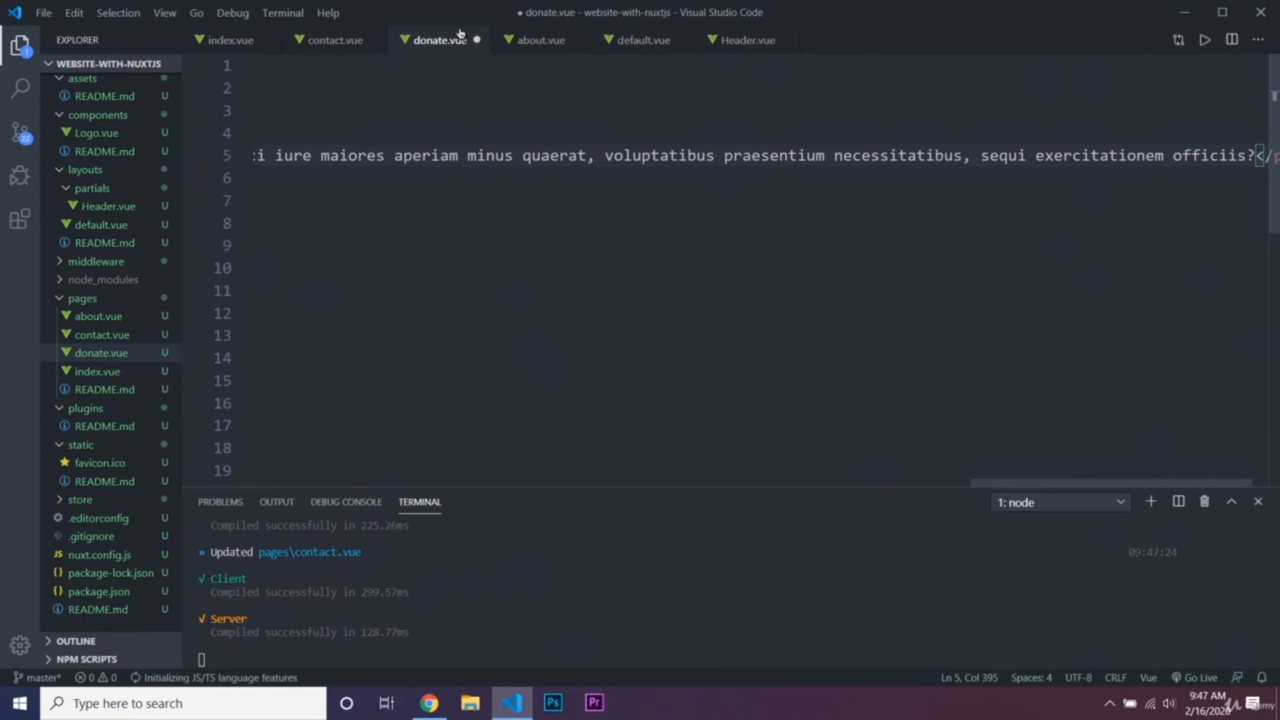 File Edit Selection View Go Debug Terminal Help
● donate.vue - website-with-nuxtjs - Visual Studio Code
EXPLORER
index.vue contact.vue donate.vue about.vue default.vue Header.vue
WEBSITE-WITH-NUXTJS
assets
README.md U
components
Logo.vue U
README.md U
layouts
partials
Header.vue U
default.vue U
README.md U
middleware
node_modules
pages
about.vue U
contact.vue U
donate.vue U
index.vue U
README.md U
plugins
README.md U
static
favicon.ico U
README.md U
store
.editorconfig U
.gitignore U
nuxt.config.js U
package-lock.json U
package.json U
README.md U
OUTLINE
NPM SCRIPTS
1
22
1
2
3
4
5 :i iure maiores aperiam minus quaerat, voluptatibus praesentium necessitatibus, sequi exercitationem officiis?</p
6
7
8
9
10
11
12
13
14
15
16
17
18
19
PROBLEMS OUTPUT DEBUG CONSOLE TERMINAL
1: node
Compiled successfully in 225.26ms
» Updated pages\contact.vue 09:47:24
√ Client
Compiled successfully in 299.57ms
√ Server
Compiled successfully in 128.77ms
master* 0 0 Initializing JS/TS language features
Ln 5, Col 395 Spaces: 4 UTF-8 CRLF Vue Go Live
Type here to search
Ps Pr
9:47 AM
2/16/2020